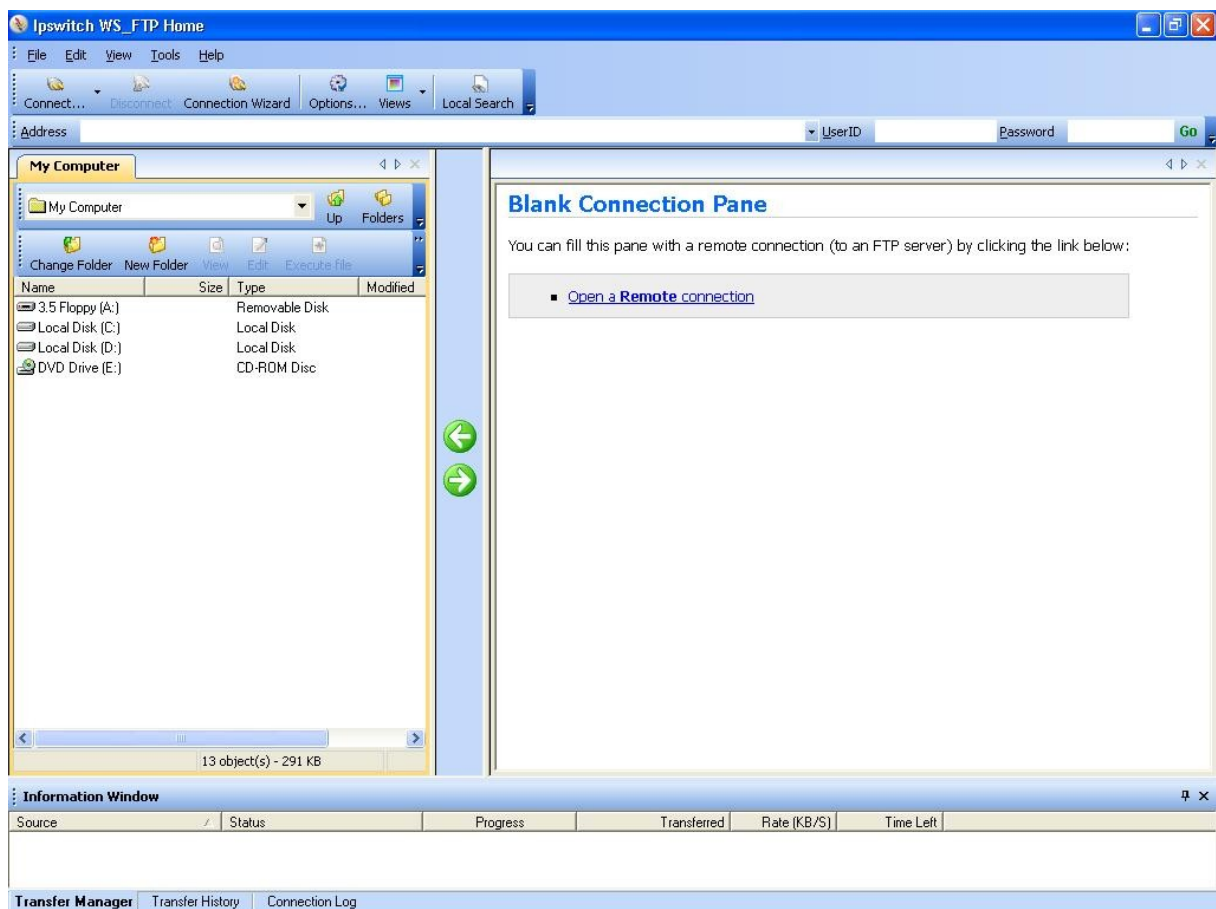 Ipswitch WS_FTP Home
File Edit View Tools Help
Connect... Disconnect Connection Wizard Options... Views Local Search
Address UserID Password Go
My Computer
My Computer Up Folders
Change Folder New Folder View Edit Execute file
Name Size Type Modified
3.5 Floppy (A:) Removable Disk
Local Disk (C:) Local Disk
Local Disk (D:) Local Disk
DVD Drive (E:) CD-ROM Disc
13 object(s) - 291 KB
Blank Connection Pane
You can fill this pane with a remote connection (to an FTP server) by clicking the link below:
Open a Remote connection
Information Window
Source Status Progress Transferred Rate (KB/S) Time Left
Transfer Manager Transfer History Connection Log